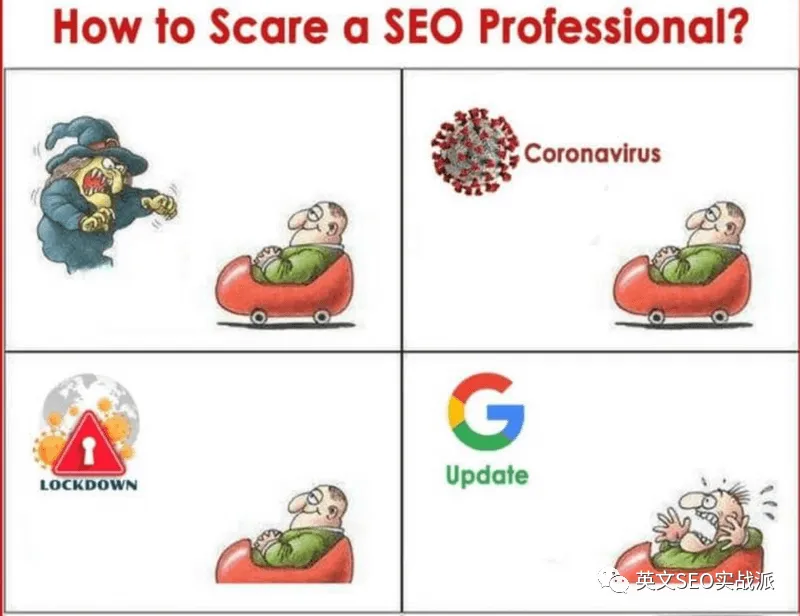 How to Scare a SEO Professional?
Coronavirus
LOCKDOWN
G
Update
英文SEO实战派